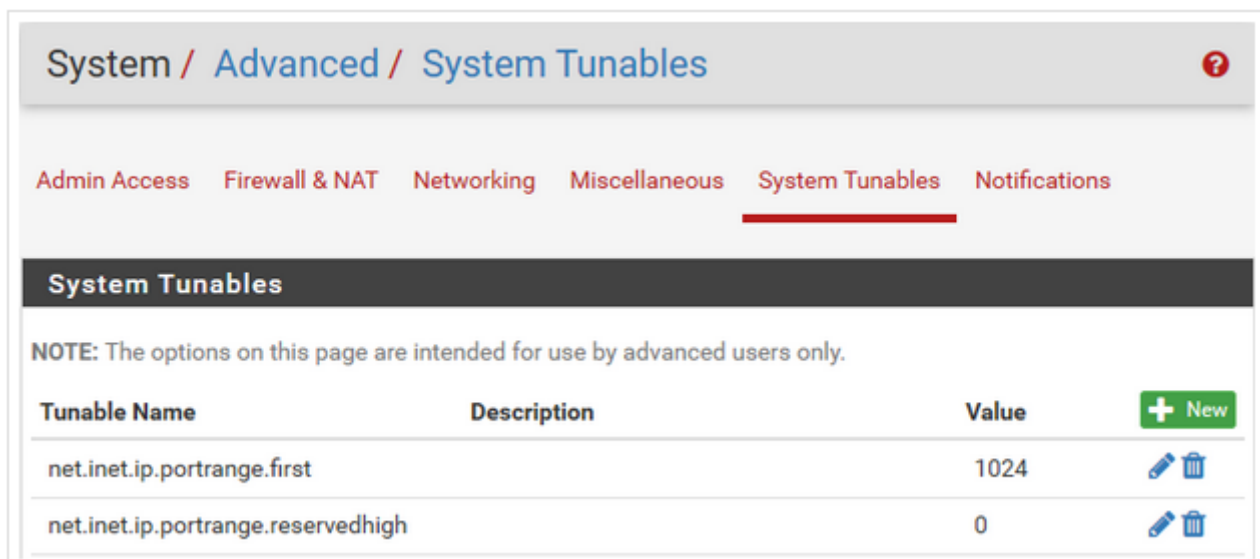 System / Advanced / System Tunables
Admin Access Firewall & NAT Networking Miscellaneous System Tunables Notifications
System Tunables
NOTE: The options on this page are intended for use by advanced users only.
Tunable Name Description Value New
net.inet.ip.portrange.first 1024
net.inet.ip.portrange.reservedhigh 0